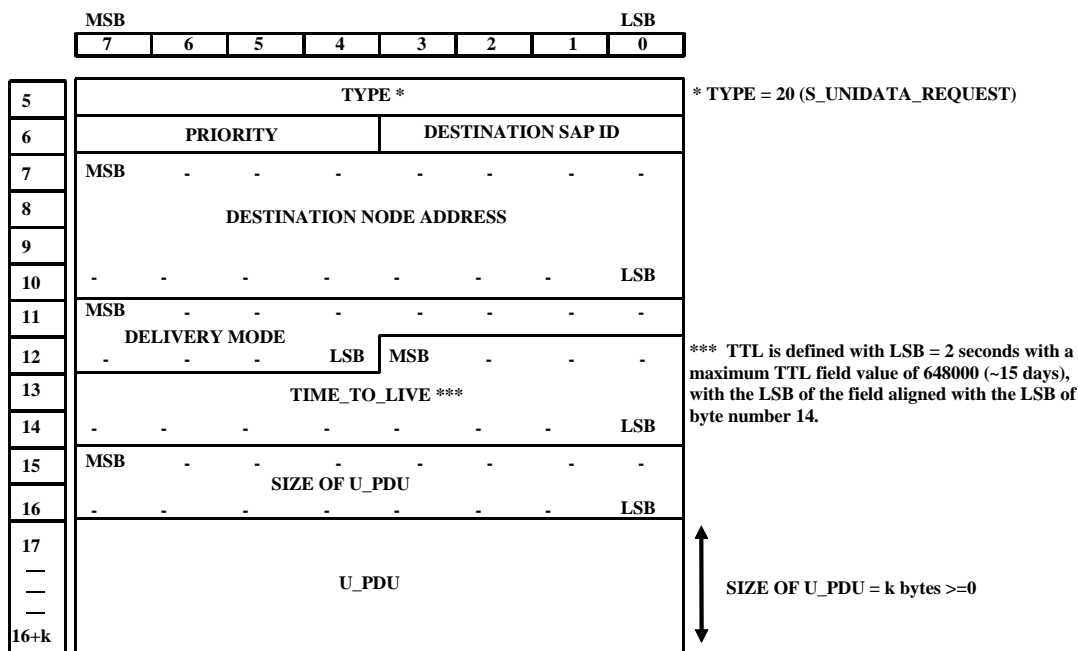 MSB LSB
7 6 5 4 3 2 1 0
5 TYPE * * TYPE = 20 (S_UNIDATA_REQUEST)
6 PRIORITY DESTINATION SAP ID
7 MSB - - - - - - -
8 DESTINATION NODE ADDRESS
9
10 - - - - - - - LSB
11 MSB - - - - - - -
DELIVERY MODE
12 - - - LSB MSB - - -
*** TTL is defined with LSB = 2 seconds with a
maximum TTL field value of 648000 (~15 days),
with the LSB of the field aligned with the LSB of
byte number 14.
13 TIME_TO_LIVE ***
14 - - - - - - - LSB
15 MSB - - - - - - -
SIZE OF U_PDU
16 - - - - - - - LSB
17
—
U_PDU
—
SIZE OF U_PDU = k bytes >=0
—
16+k